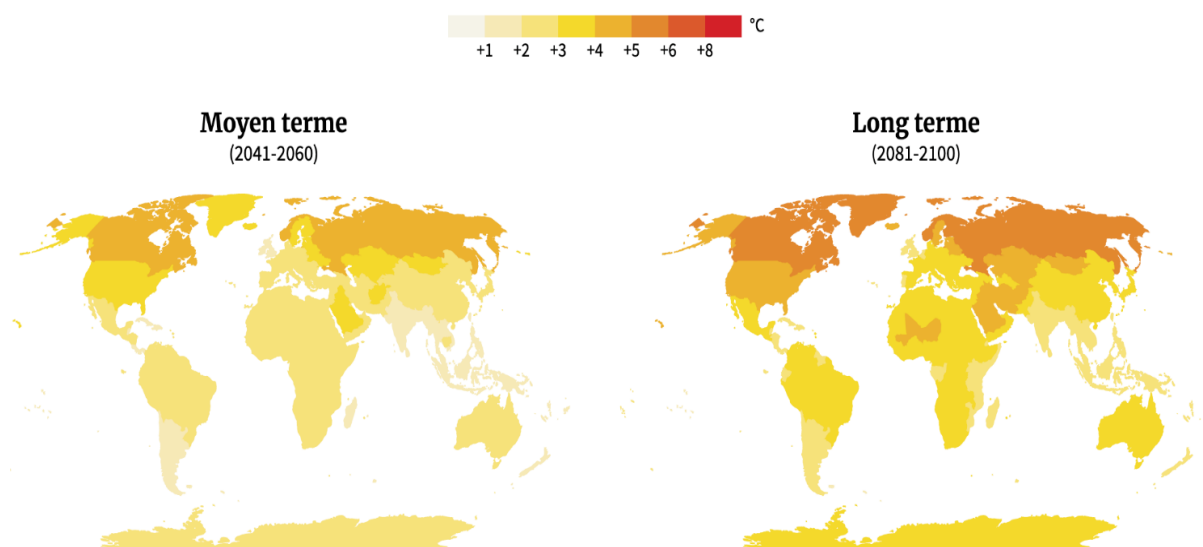 °C
+1 +2 +3 +4 +5 +6 +8
Moyen terme
(2041-2060)
Long terme
(2081-2100)